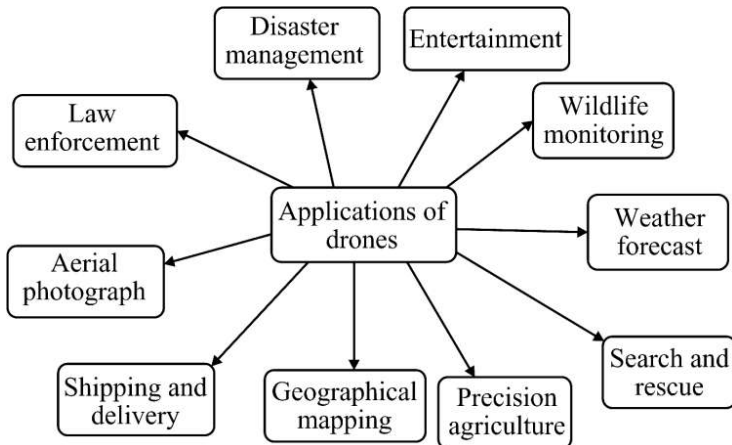 Disaster
management
Entertainment
Law
enforcement
Wildlife
monitoring
Applications of
drones
Weather
forecast
Aerial
photograph
Search and
rescue
Shipping and
delivery
Geographical
mapping
Precision
agriculture